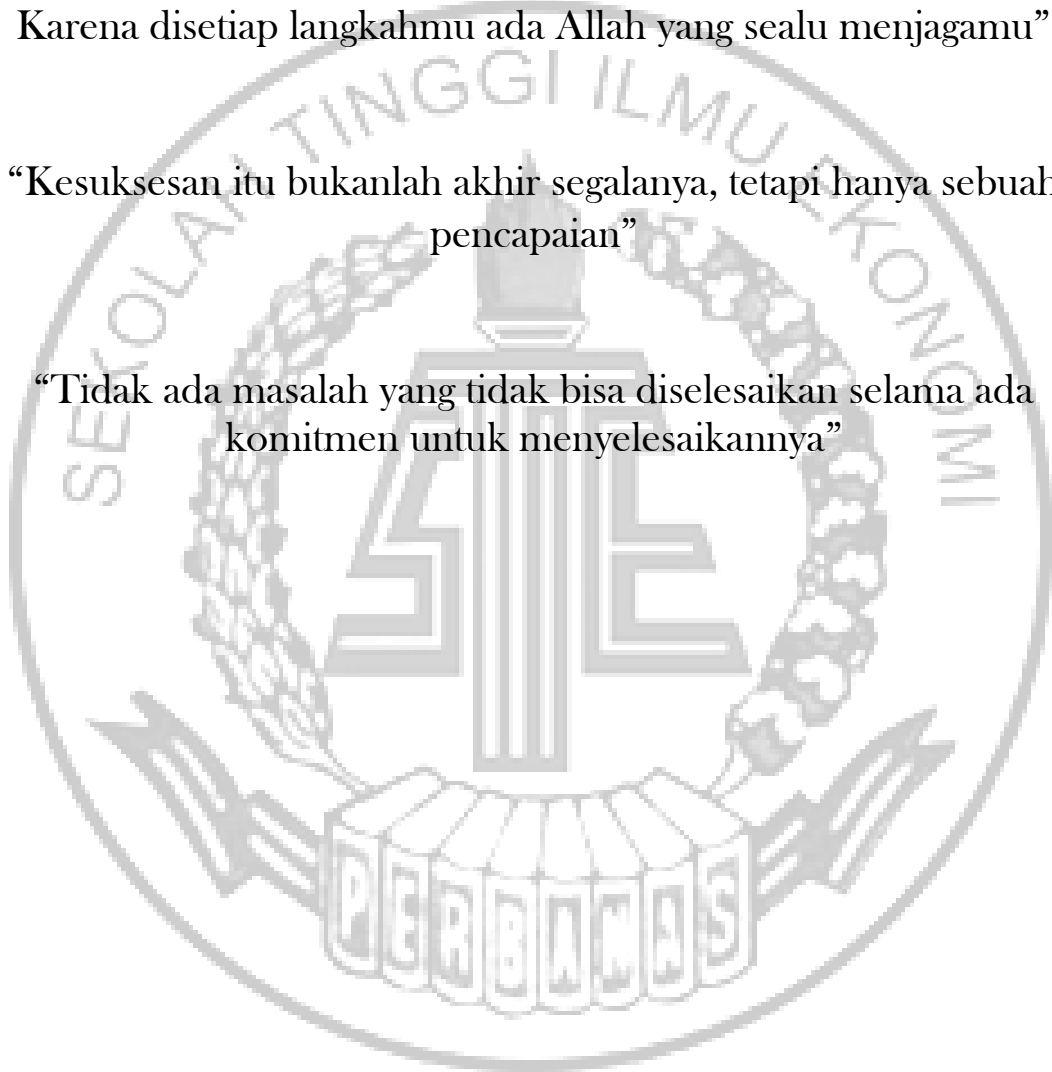 Karena disetiap langkahmu ada Allah yang sealu menjagamu”
SEKOLAH TINGGI ILMU EKONOMI
“Kesuksesan itu bukanlah akhir segalanya, tetapi hanya sebuah
pencapaian”
“Tidak ada masalah yang tidak bisa diselesaikan selama ada
komitmen untuk menyelesaikannya”
STIE
PERBANAS